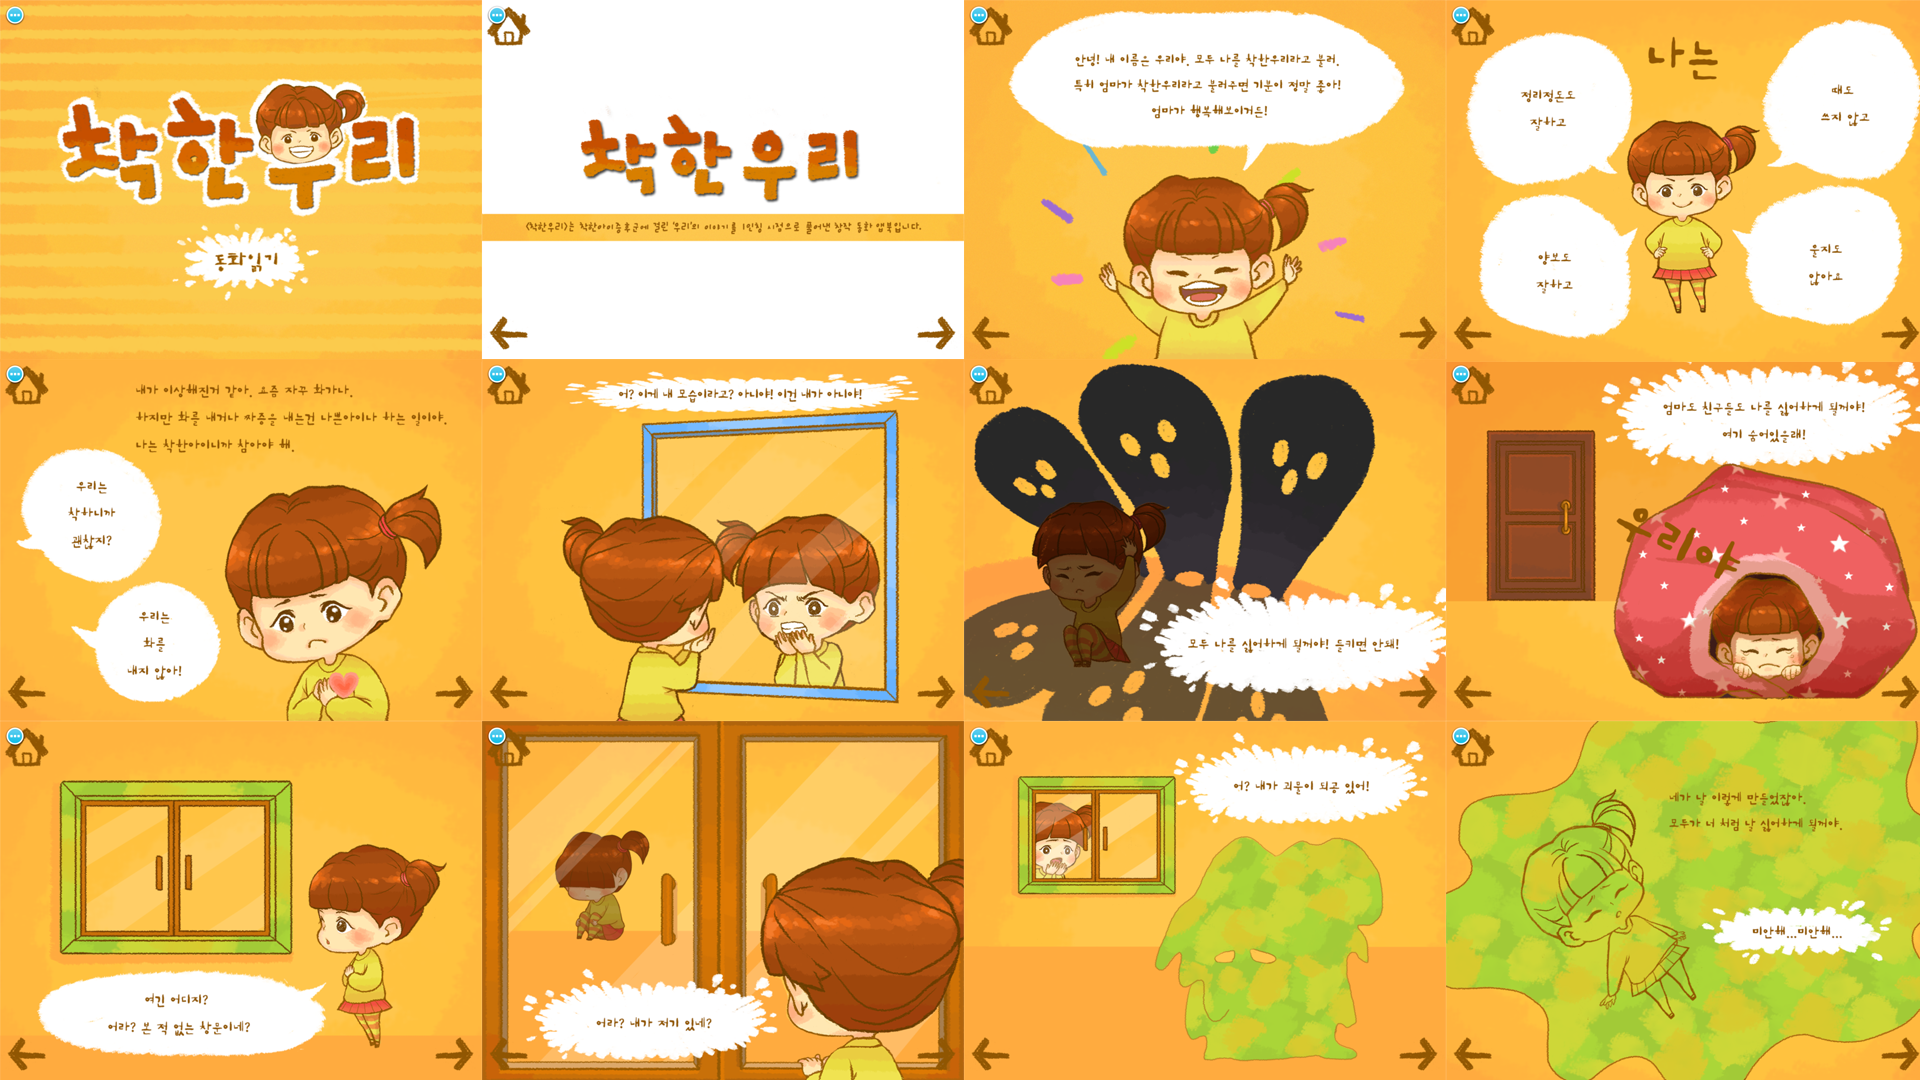 착한우리
동화읽기
착한우리
<착한우리>는 착한아이증후군에 걸린 '우리'의 이야기를 1인칭 시점으로 풀어낸 창작 동화 앱북입니다.
안녕! 내 이름은 우리야. 모두 나를 착한우리라고 불러.
특히 엄마가 착한우리라고 불러주면 기분이 정말 좋아!
엄마가 행복해보이거든!
나는
정리정돈도
잘하고
떼도
쓰지 않고
양보도
잘하고
울지도
않아요
내가 이상해진거 같아. 요즘 자꾸 화가나.
하지만 화를 내거나 짜증을 내는건 나쁜아이나 하는 일이야.
나는 착한아이니까 참아야 해.
우리는
착하니까
괜찮지?
우리는
화를
내지 않아!
어? 이게 내 모습이라고? 아니야! 이건 내가 아니야!
모두 나를 싫어하게 될꺼야! 들키면 안돼!
엄마도 친구들도 나를 싫어하게 될꺼야!
여기 숨어있을래!
우리야
여긴 어디지?
어라? 본 적 없는 창문이네?
어라? 내가 저기 있네?
어? 내가 괴물이 되고 있어!
네가 날 이렇게 만들었잖아.
모두가 너 처럼 날 싫어하게 될꺼야.
미안해...미안해...